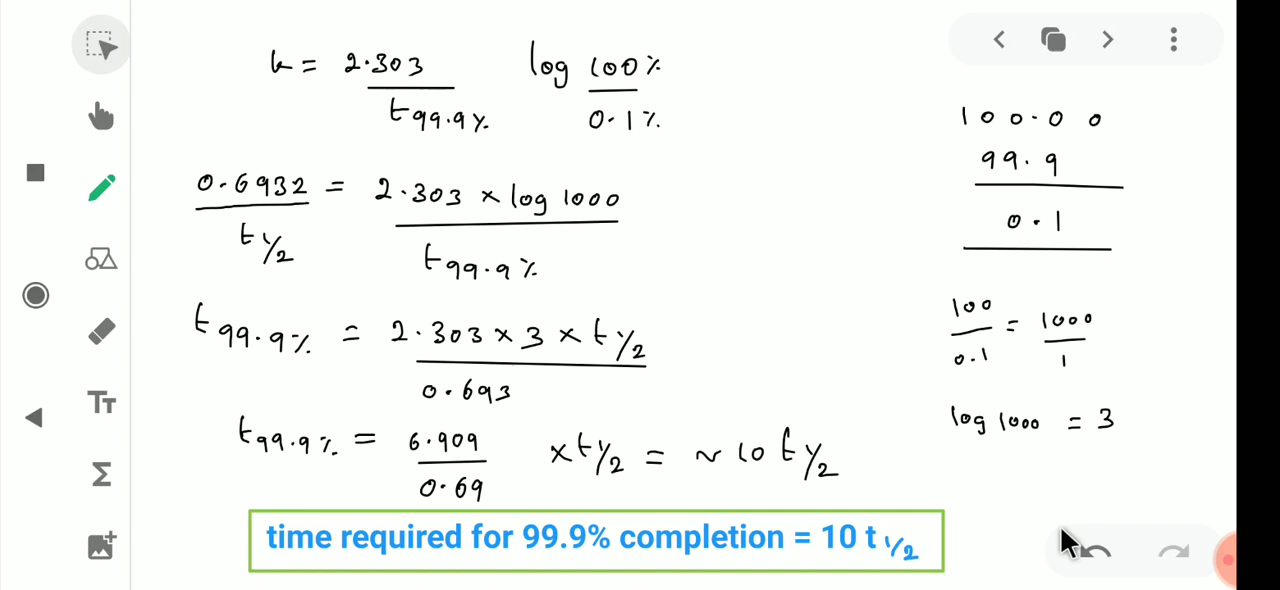 k = 2.303 / t99.9% log 100% / 0.1%
0.6932 / t1/2 = 2.303 × log 1000 / t99.9%
t99.9% = 2.303 × 3 × t1/2 / 0.693
t99.9% = 6.909 / 0.69 × t1/2 = ~ 10 t1/2
time required for 99.9% completion = 10 t 1/2
100.00
99.9
0.1
100 / 0.1 = 1000 / 1
log 1000 = 3
TT
Σ